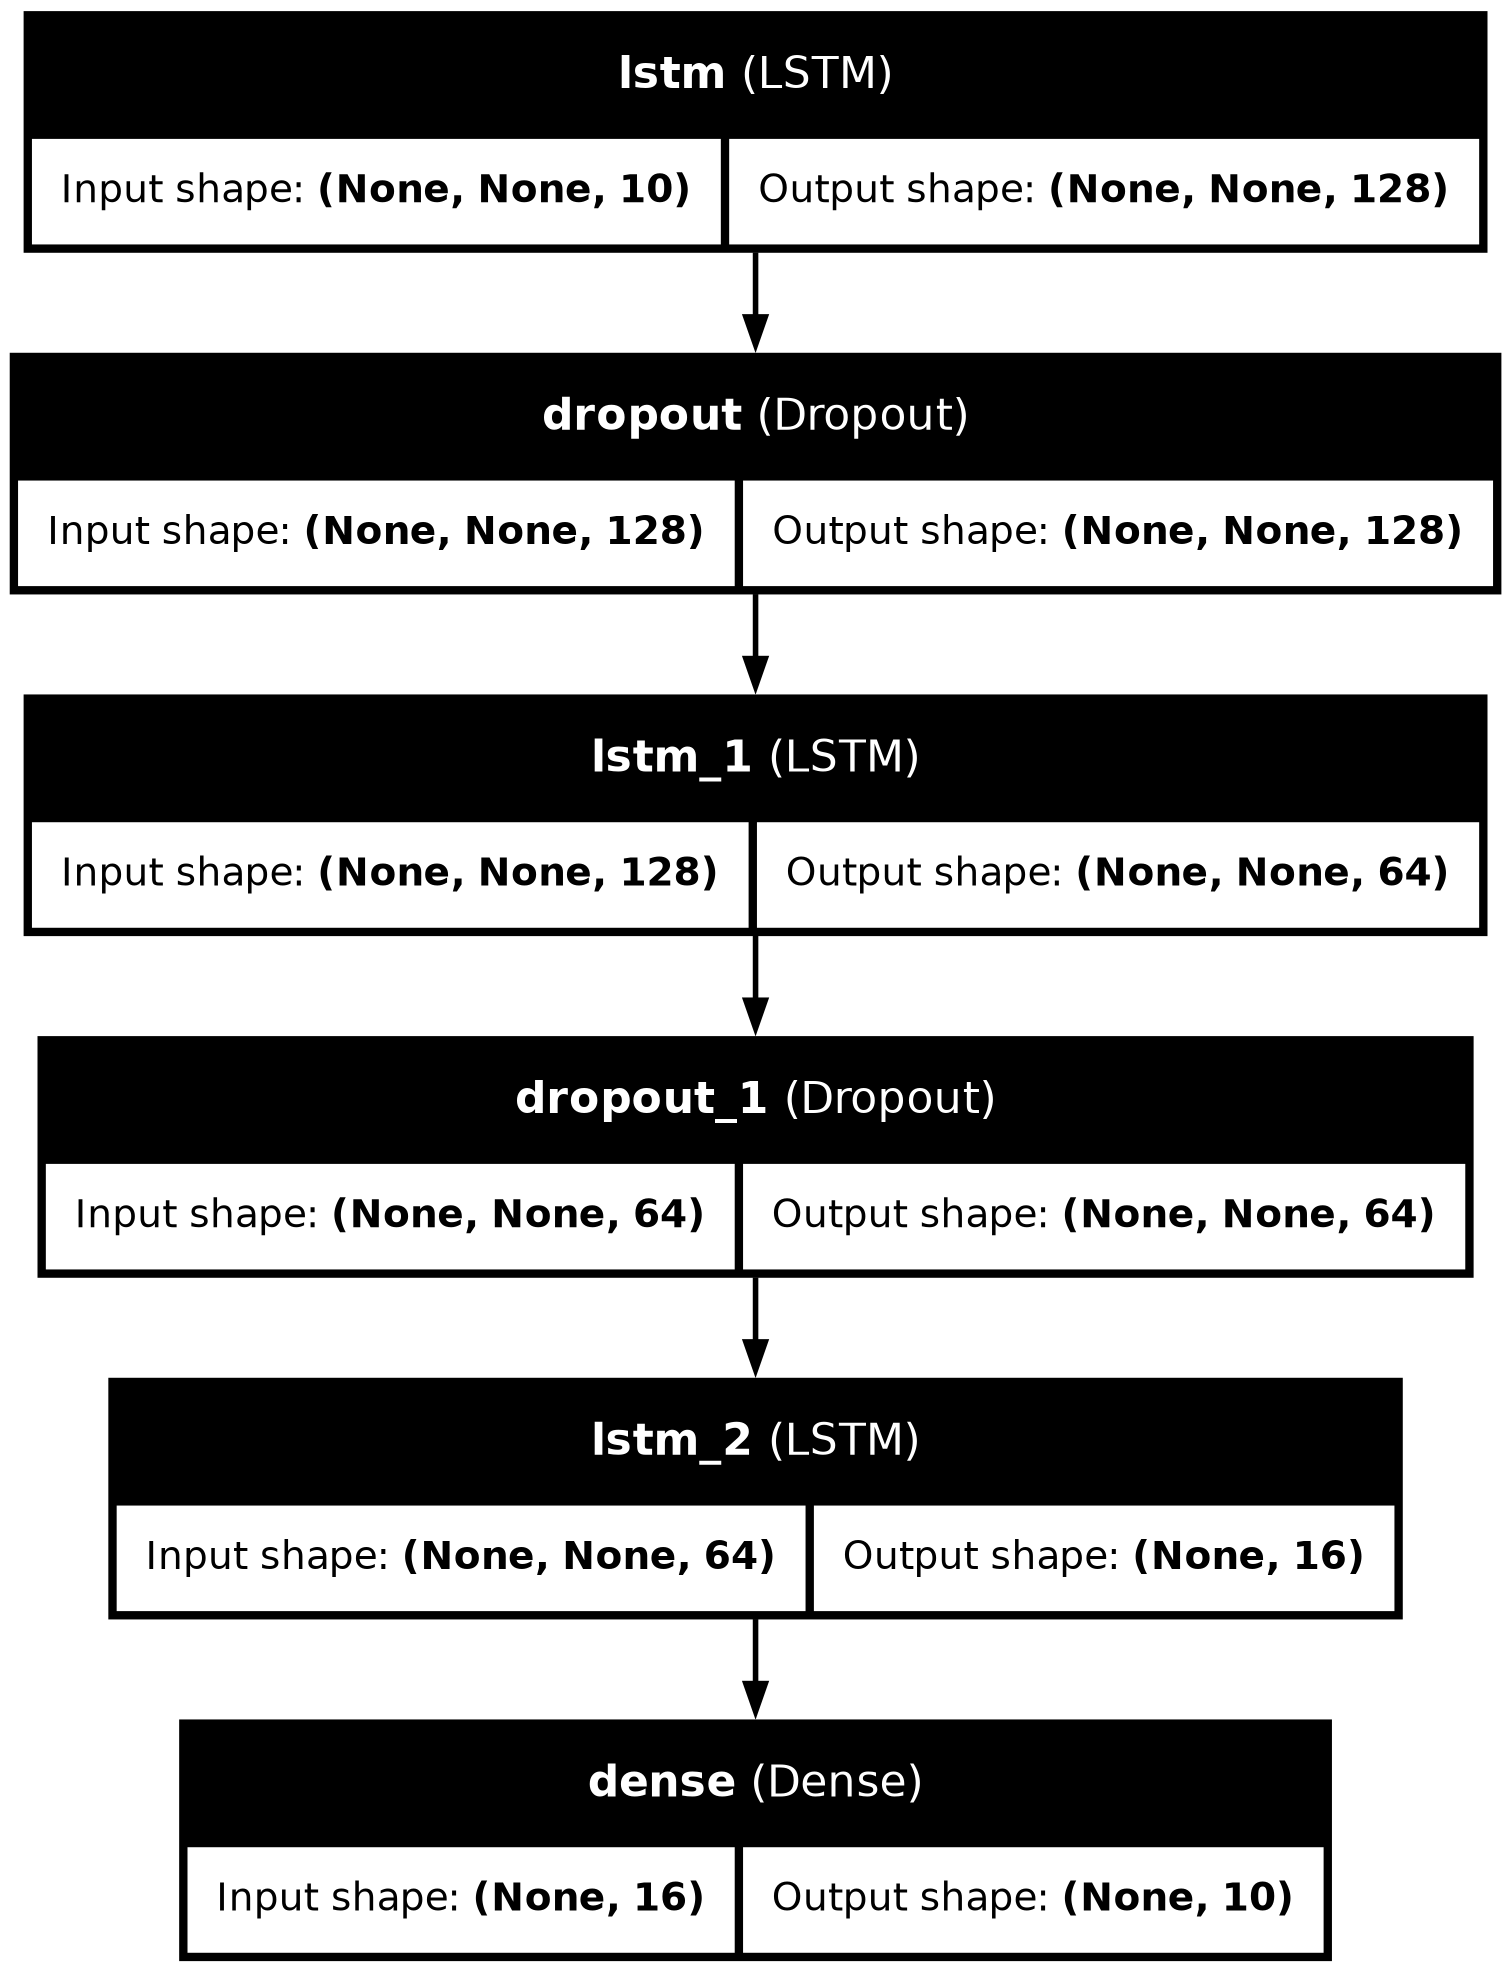 lstm (LSTM)
Input shape: (None, None, 10) Output shape: (None, None, 128)
dropout (Dropout)
Input shape: (None, None, 128) Output shape: (None, None, 128)
lstm_1 (LSTM)
Input shape: (None, None, 128) Output shape: (None, None, 64)
dropout_1 (Dropout)
Input shape: (None, None, 64) Output shape: (None, None, 64)
lstm_2 (LSTM)
Input shape: (None, None, 64) Output shape: (None, 16)
dense (Dense)
Input shape: (None, 16) Output shape: (None, 10)